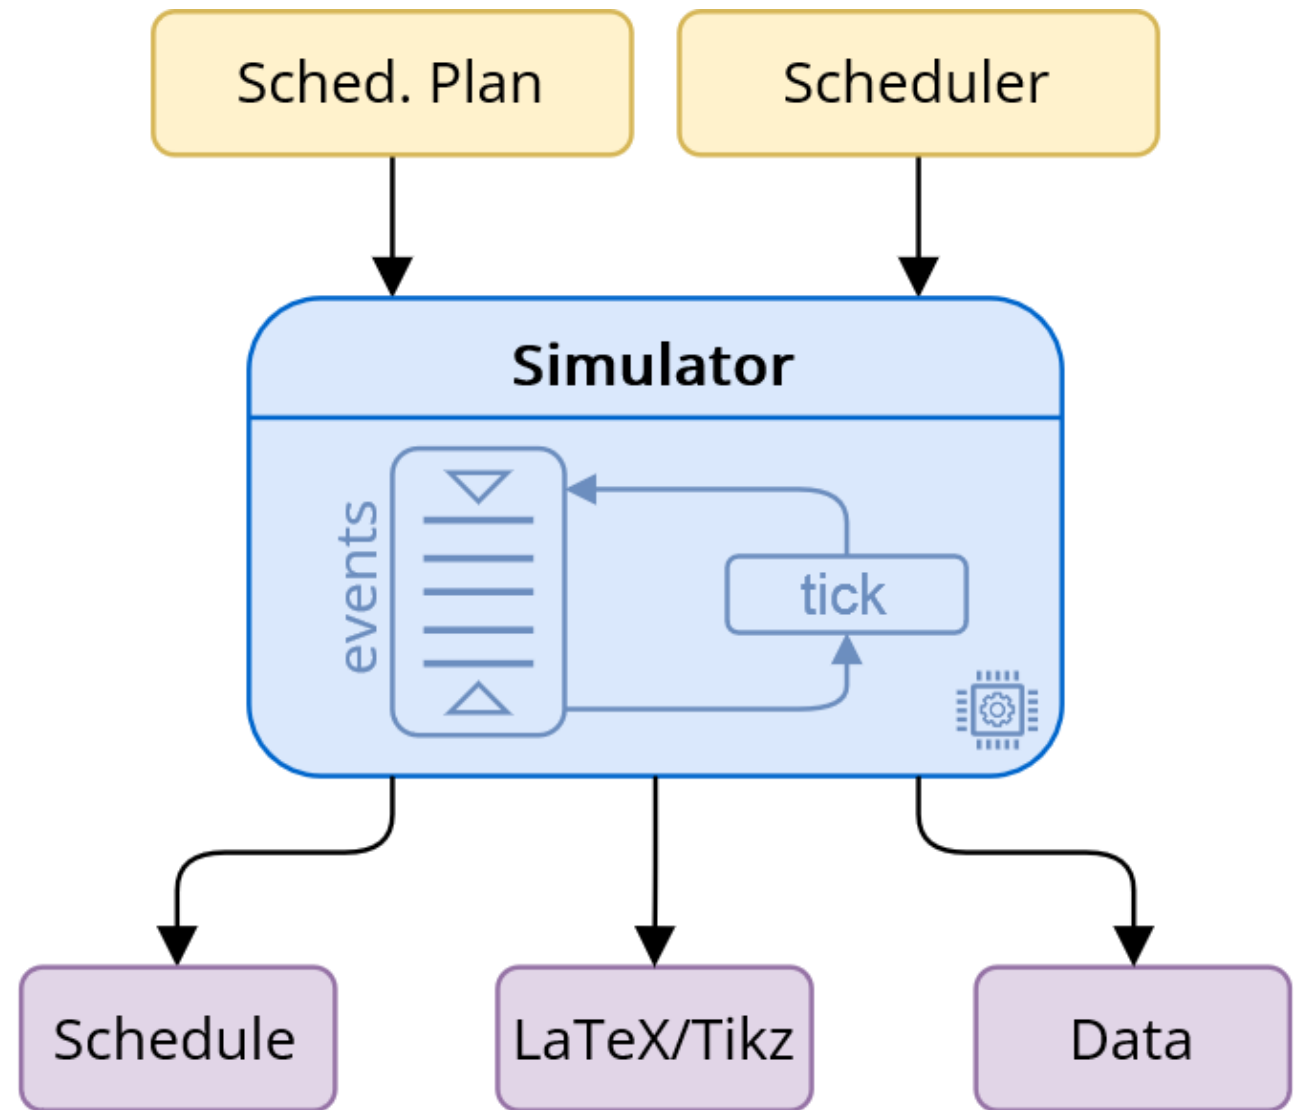 Sched. Plan
Scheduler
Simulator
events
tick
Schedule
LaTeX/Tikz
Data